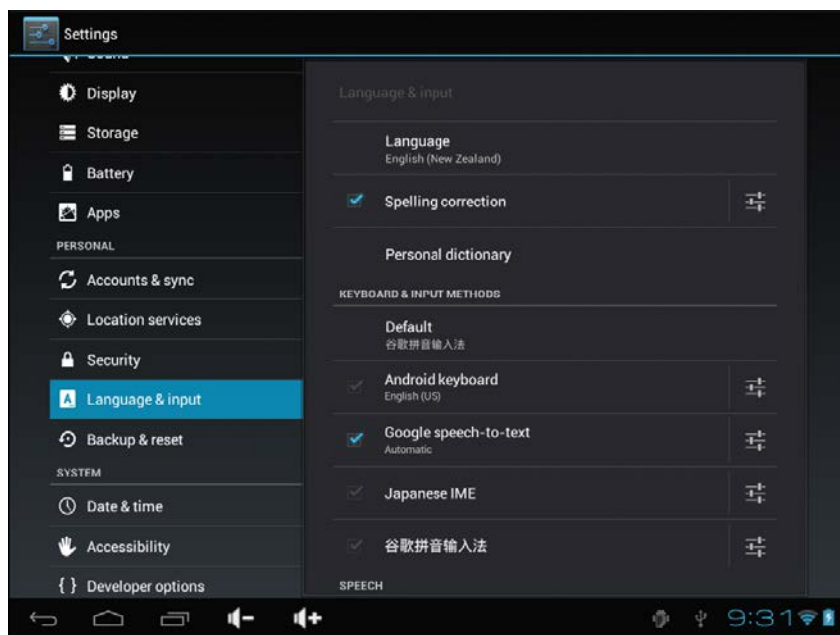 Settings
Sound
Display
Storage
Battery
Apps
PERSONAL
Accounts & sync
Location services
Security
Language & input
Backup & reset
SYSTEM
Date & time
Accessibility
{ } Developer options
Language & input
Language
English (New Zealand)
Spelling correction
Personal dictionary
KEYBOARD & INPUT METHODS
Default
谷歌拼音输入法
Android keyboard
English (US)
Google speech-to-text
Automatic
Japanese IME
谷歌拼音输入法
SPEECH
9:31